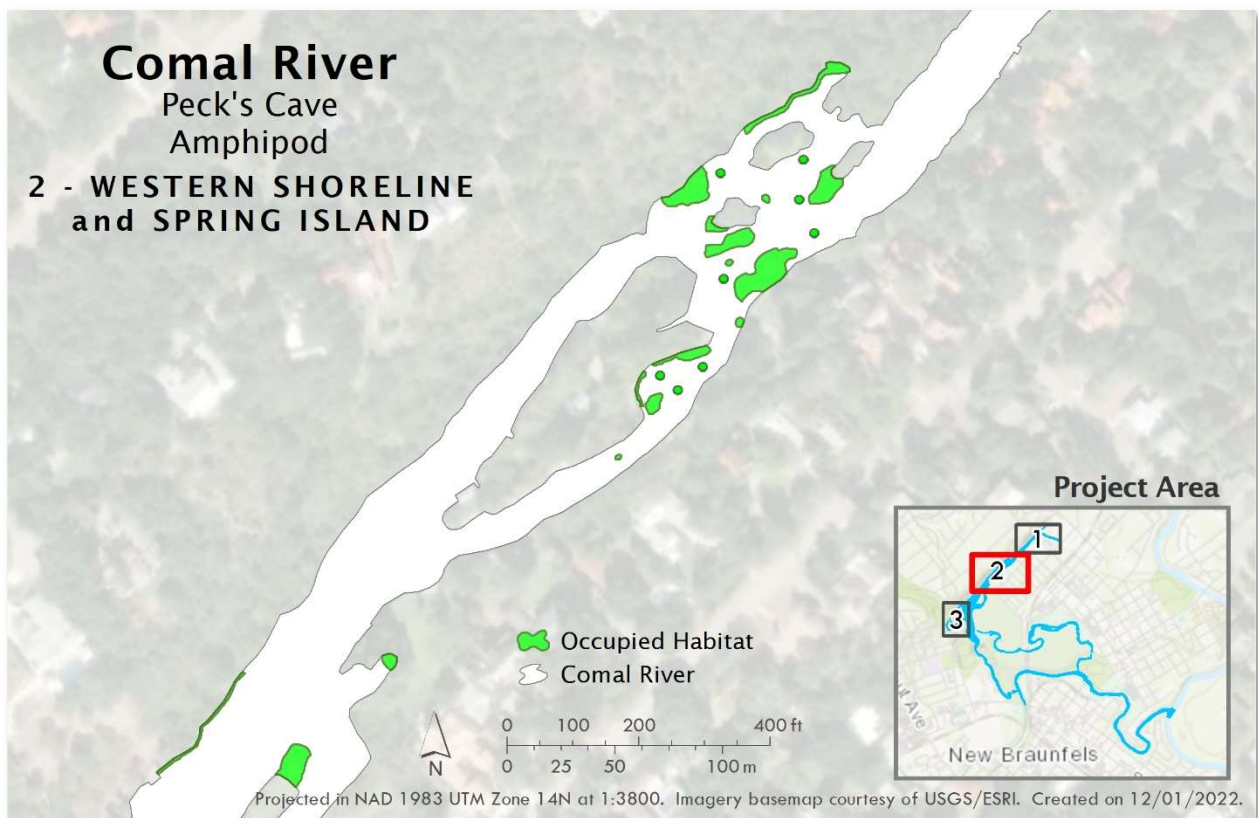 Comal River
Peck's Cave
Amphipod
2 - WESTERN SHORELINE
and SPRING ISLAND
Project Area
1
2
3
New Braunfels
Occupied Habitat
Comal River
0 100 200 400 ft
0 25 50 100 m
N
Projected in NAD 1983 UTM Zone 14N at 1:3800. Imagery basemap courtesy of USGS/ESRI. Created on 12/01/2022.